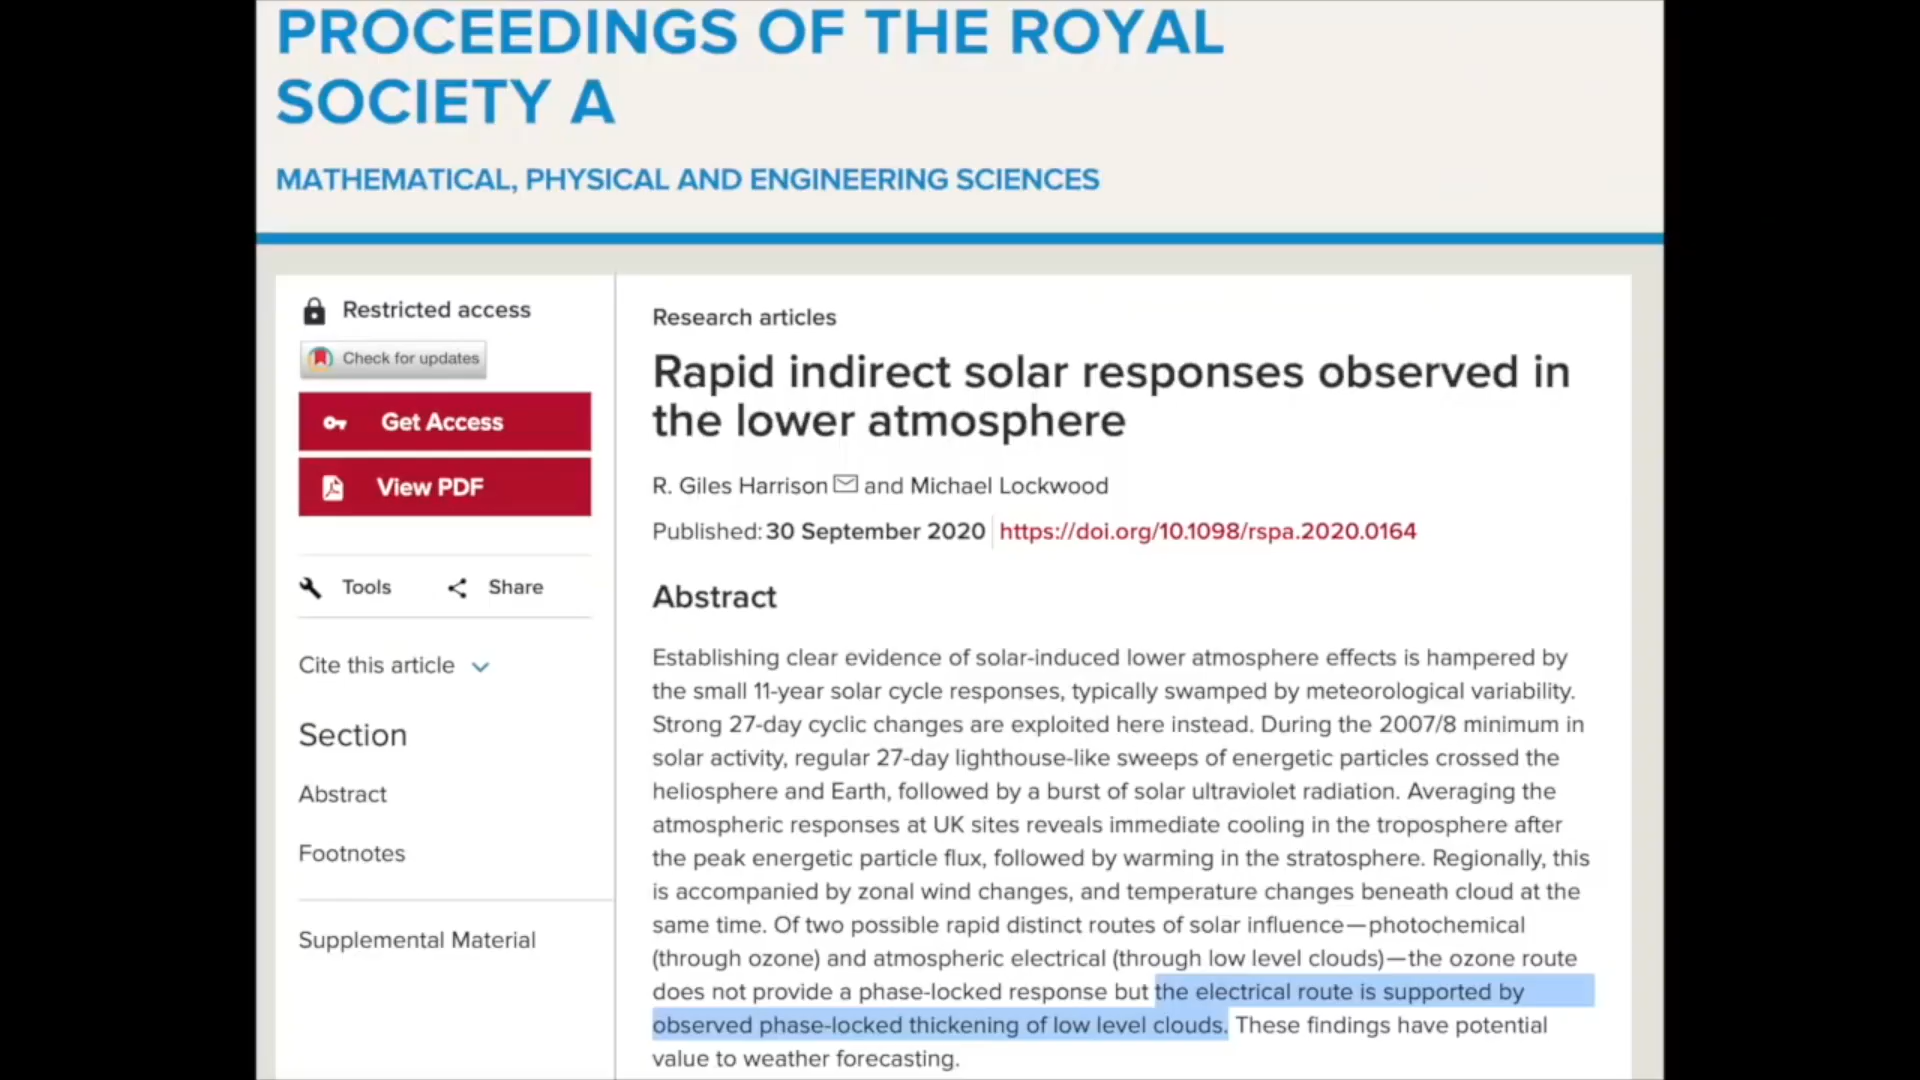 PROCEEDINGS OF THE ROYAL
SOCIETY A
MATHEMATICAL, PHYSICAL AND ENGINEERING SCIENCES
Restricted access
Check for updates
Get Access
View PDF
Tools Share
Cite this article
Section
Abstract
Footnotes
Supplemental Material
Research articles
Rapid indirect solar responses observed in
the lower atmosphere
R. Giles Harrison and Michael Lockwood
Published: 30 September 2020 https://doi.org/10.1098/rspa.2020.0164
Abstract
Establishing clear evidence of solar-induced lower atmosphere effects is hampered by
the small 11-year solar cycle responses, typically swamped by meteorological variability.
Strong 27-day cyclic changes are exploited here instead. During the 2007/8 minimum in
solar activity, regular 27-day lighthouse-like sweeps of energetic particles crossed the
heliosphere and Earth, followed by a burst of solar ultraviolet radiation. Averaging the
atmospheric responses at UK sites reveals immediate cooling in the troposphere after
the peak energetic particle flux, followed by warming in the stratosphere. Regionally, this
is accompanied by zonal wind changes, and temperature changes beneath cloud at the
same time. Of two possible rapid distinct routes of solar influence—photochemical
(through ozone) and atmospheric electrical (through low level clouds)—the ozone route
does not provide a phase-locked response but the electrical route is supported by
observed phase-locked thickening of low level clouds. These findings have potential
value to weather forecasting.